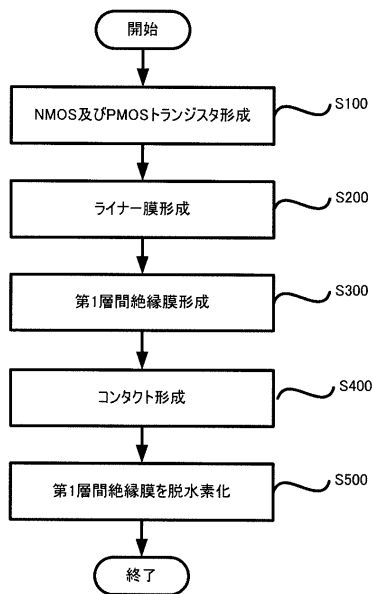 開始
NMOS及びPMOSトランジスタ形成
S100
ライナー膜形成
S200
第1層間絶縁膜形成
S300
コンタクト形成
S400
第1層間絶縁膜を脱水素化
S500
終了